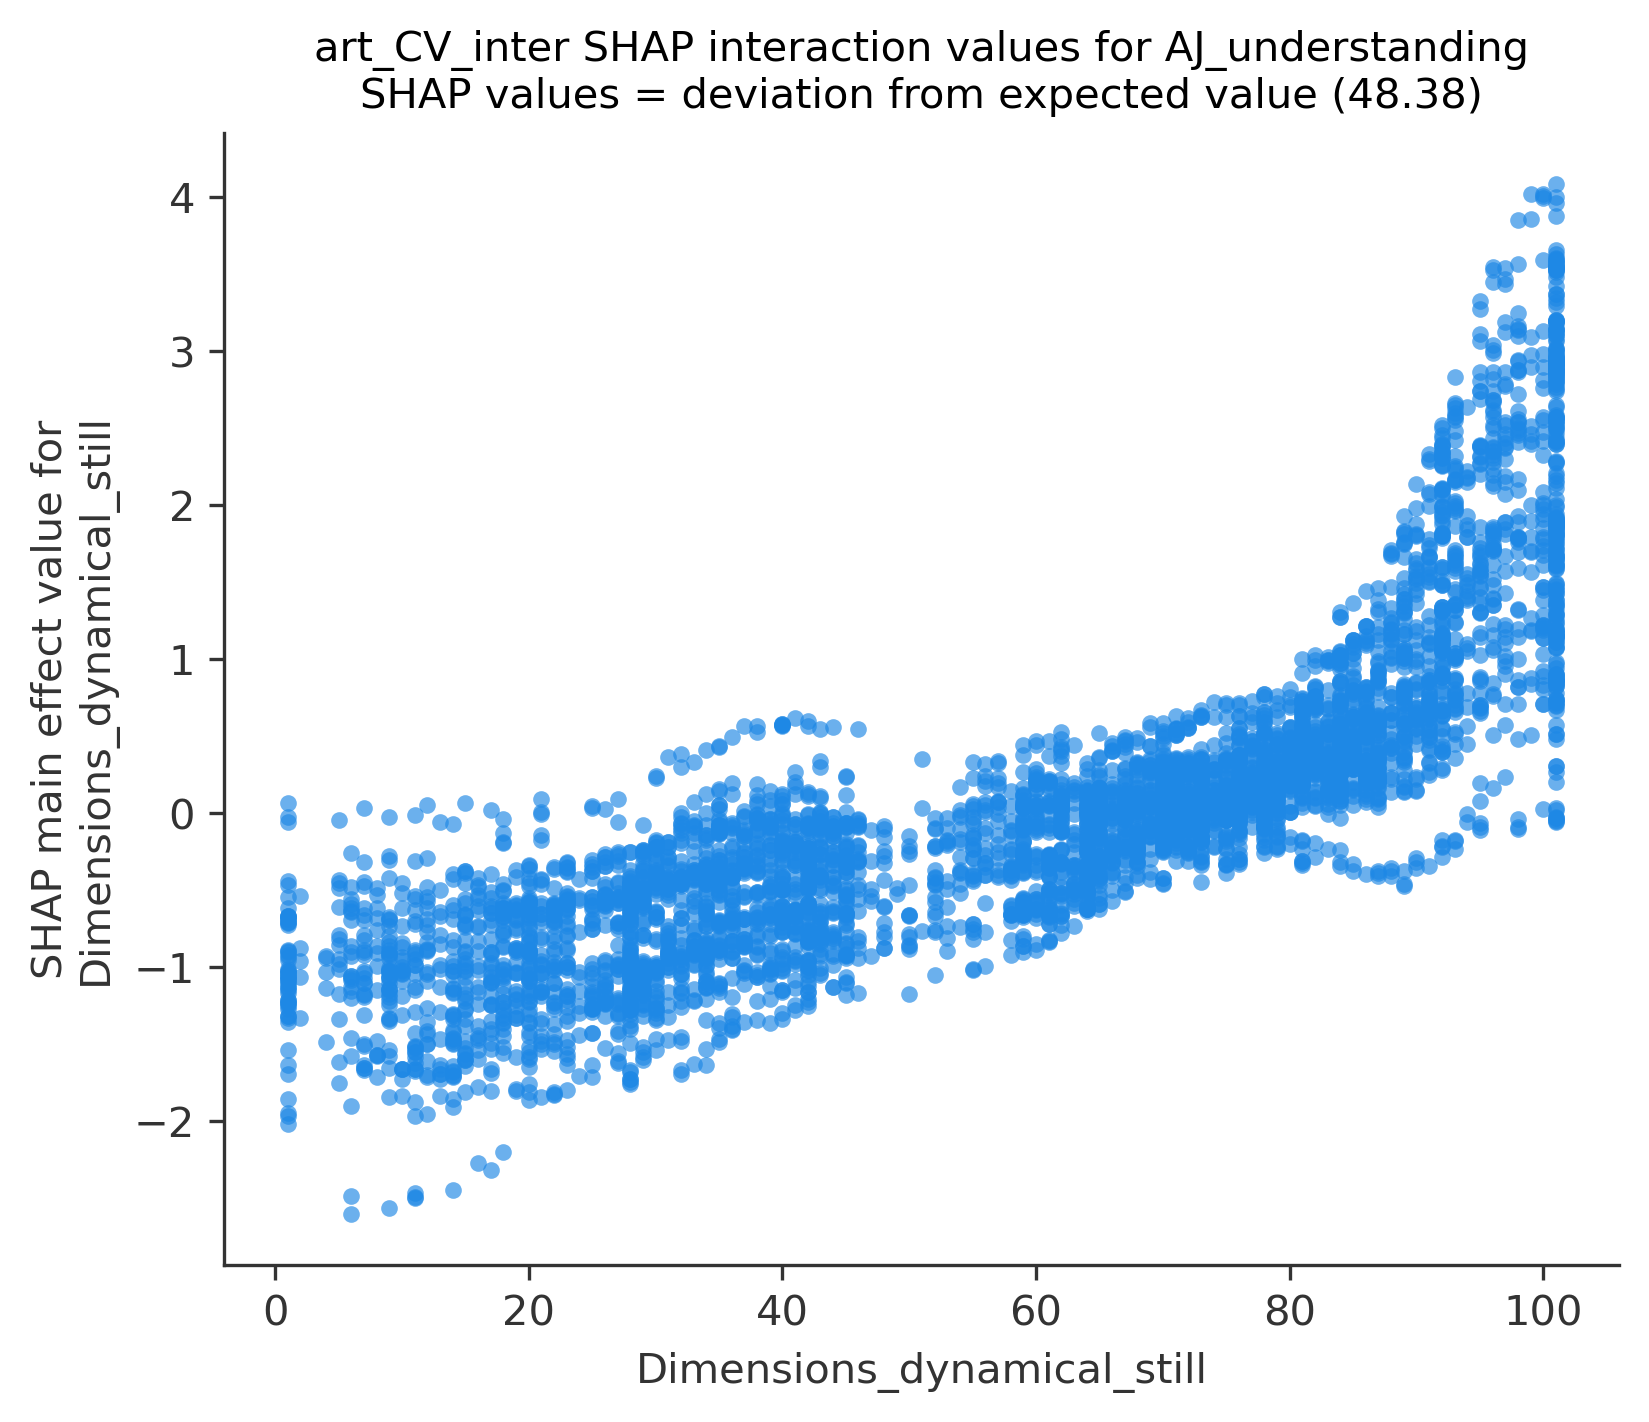 art_CV_inter SHAP interaction values for AJ_understanding
SHAP values = deviation from expected value (48.38)
SHAP main effect value for
Dimensions_dynamical_still
4
3
2
1
0
−1
−2
0
20
40
60
80
100
Dimensions_dynamical_still